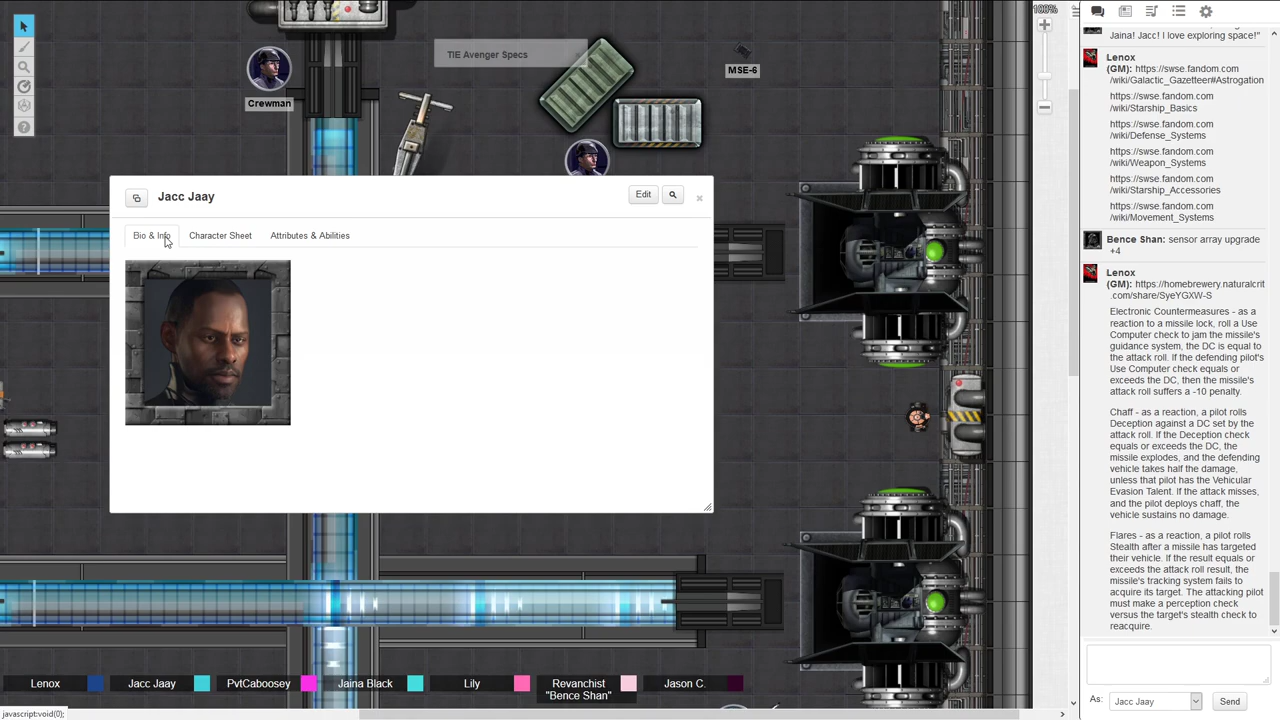 100%
TIE Avenger Specs
MSE-6
Crewman
Jacc Jaay
Edit
Bio & Info
Character Sheet
Attributes & Abilities
Lenox
Jacc Jaay
PvtCaboosey
Jaina Black
Lily
Revanchist
"Bence Shan"
Jason C.
javascript:void(0);
Jaina! Jacc! I love exploring space!"
Lenox
(GM): https://swse.fandom.com
/wiki/Galactic_Gazetteer#Astrogation
https://swse.fandom.com
/wiki/Starship_Basics
https://swse.fandom.com
/wiki/Defense_Systems
https://swse.fandom.com
/wiki/Weapon_Systems
https://swse.fandom.com
/wiki/Starship_Accessories
https://swse.fandom.com
/wiki/Movement_Systems
Bence Shan: sensor array upgrade
+4
Lenox
(GM): https://homebrewery.naturalcrit
.com/share/SyeYGXW-S
Electronic Countermeasures - as a
reaction to a missile lock, roll a Use
Computer check to jam the missile's
guidance system, the DC is equal to
the attack roll. If the defending pilot's
Use Computer check equals or
exceeds the DC, then the missile's
attack roll suffers a -10 penalty.
Chaff - as a reaction, a pilot rolls
Deception against a DC set by the
attack roll. If the Deception check
equals or exceeds the DC, the
missile explodes, and the defending
vehicle takes half the damage,
unless that pilot has the Vehicular
Evasion Talent. If the attack misses,
and the pilot deploys chaff, the
vehicle sustains no damage.
Flares - as a reaction, a pilot rolls
Stealth after a missile has targeted
their vehicle. If the result equals or
exceeds the attack roll result, the
missile's tracking system fails to
acquire its target. The attacking pilot
must make a perception check
versus the target's stealth check to
reacquire.
As:
Jacc Jaay
Send